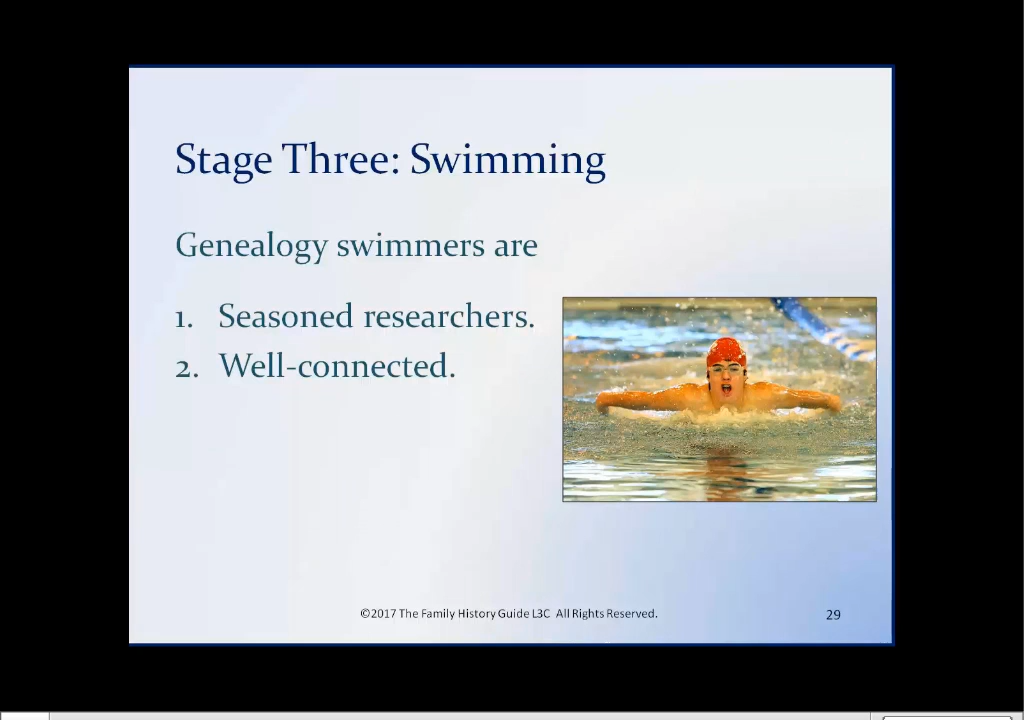 Stage Three: Swimming
Genealogy swimmers are
1. Seasoned researchers.
2. Well-connected.
©2017 The Family History Guide L3C All Rights Reserved.
29